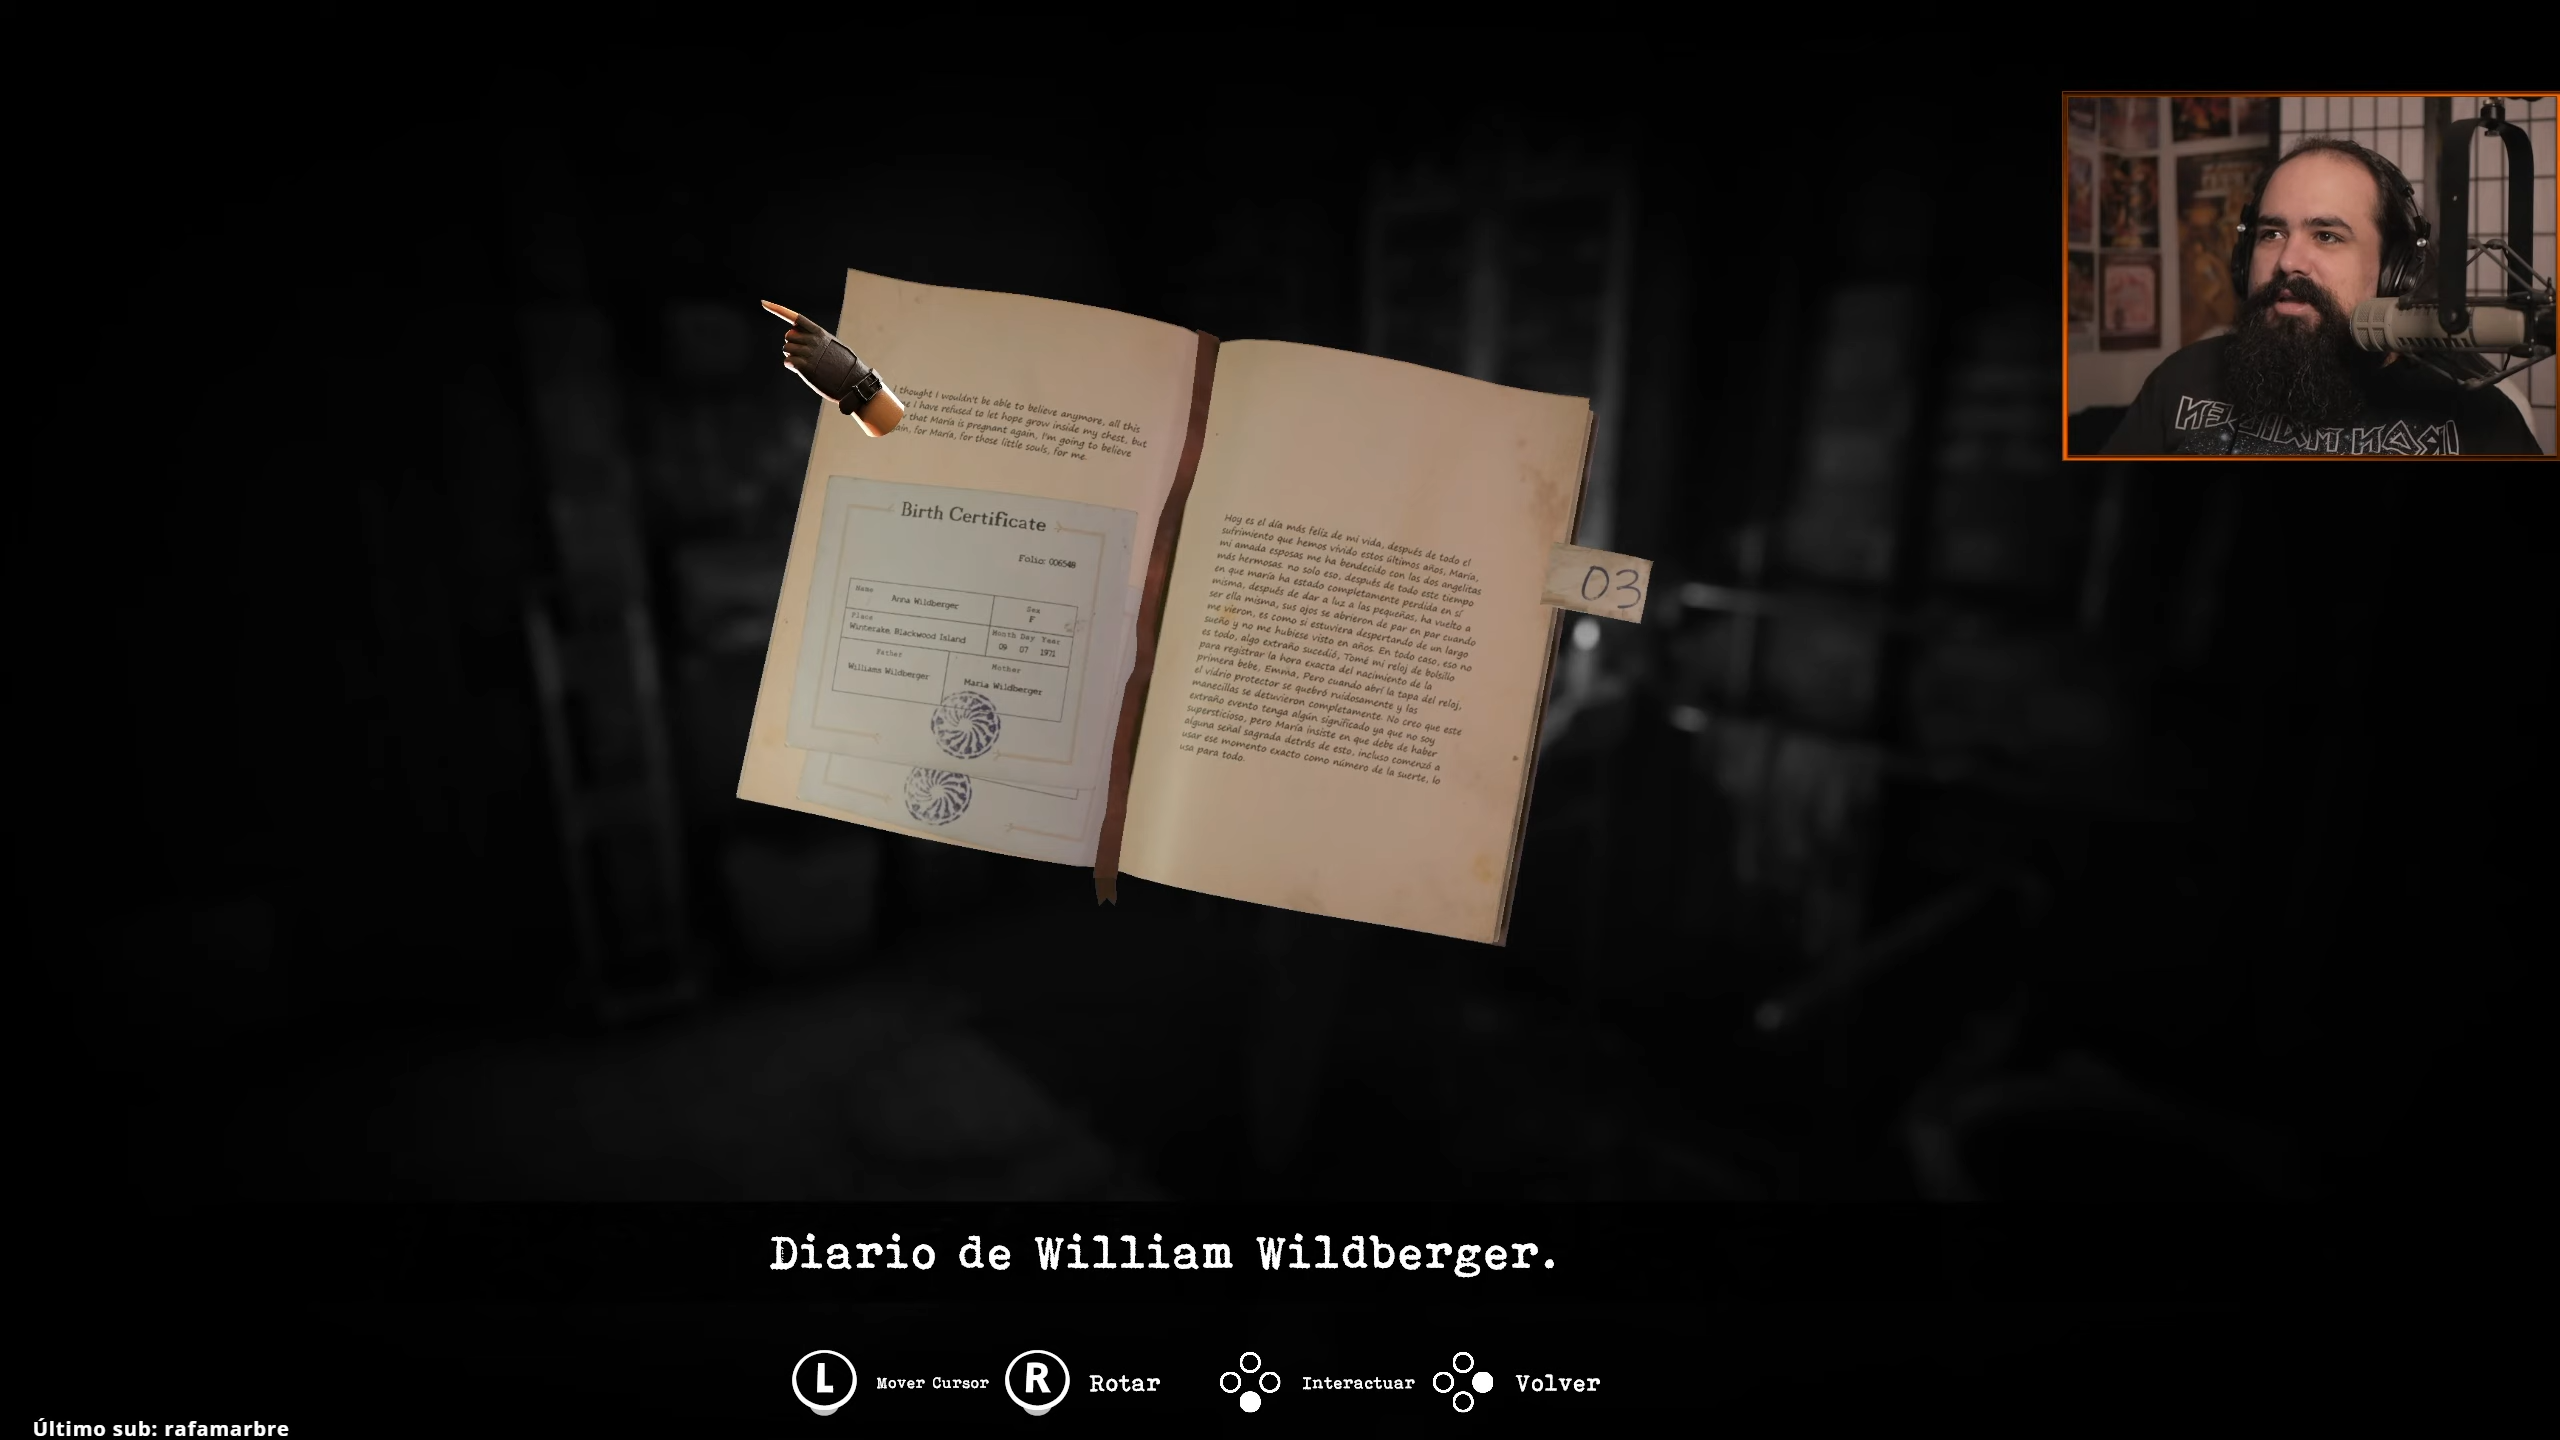 I thought I wouldn't be able to believe anymore, all this
I have refused to let hope grow inside my chest, but
that María is pregnant again, I'm going to believe
for María, for those little souls, for me.
Birth Certificate
Folio: 006548
Name
Anna Wildberger
Sex
F
Place
Winterake, Blackwood Island
Month Day Year
09 07 1971
Father
Williams Wildberger
Mother
Maria Wildberger
Hoy es el día más feliz de mi vida, después de todo el
sufrimiento que hemos vivido estos últimos años, María,
mi amada esposas me ha bendecido con las dos angelitas
más hermosas. no solo eso, después de todo este tiempo
en que maría ha estado completamente perdida en sí
misma, después de dar a luz a las pequeñas, ha vuelto a
ser ella misma, sus ojos se abrieron de par en par cuando
me vieron, es como si estuviera despertando de un largo
sueño y no me hubiese visto en años. En todo caso, eso no
es todo, algo extraño sucedió, Tomé mi reloj de bolsillo
para registrar la hora exacta del nacimiento de la
primera bebe, Emma, Pero cuando abrí la tapa del reloj,
el vidrio protector se quebró ruidosamente y las
manecillas se detuvieron completamente. No creo que este
extraño evento tenga algún significado ya que no soy
supersticioso, pero María insiste en que debe de haber
alguna señal sagrada detrás de esto, incluso comenzó a
usar ese momento exacto como número de la suerte, lo
usa para todo.
03
Diario de William Wildberger.
L Mover Cursor R Rotar Interactuar Volver
Último sub: rafamarbre